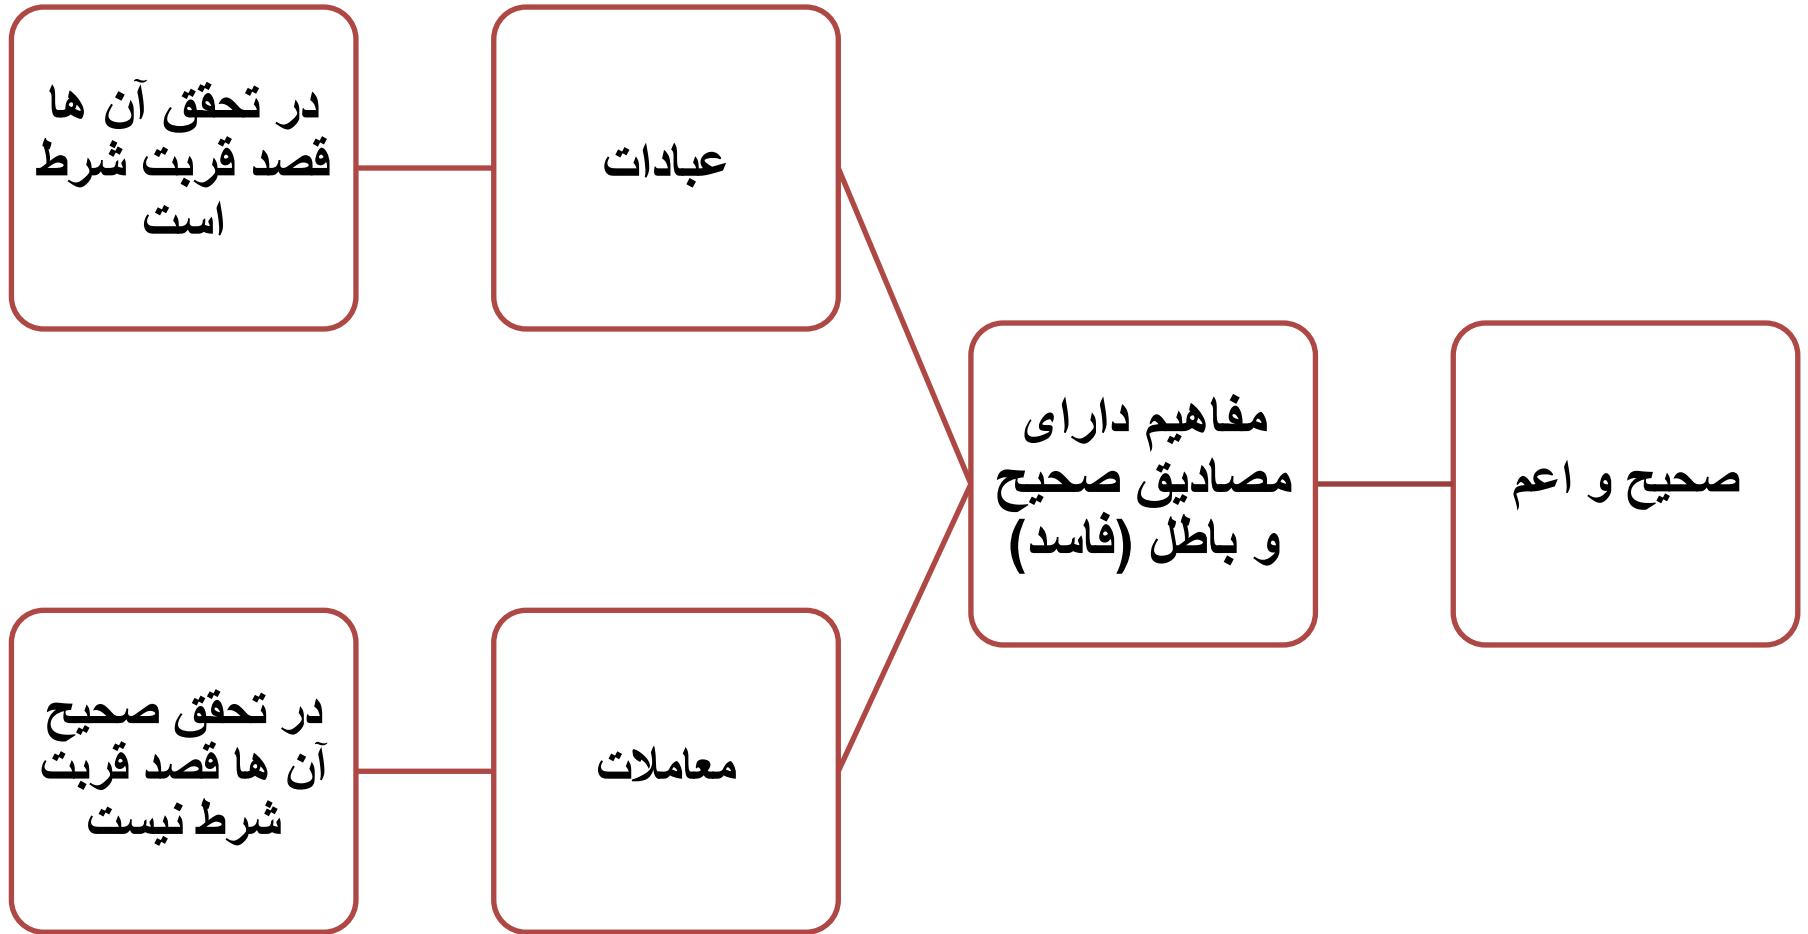 صحیح و اعم
مفاهیم دارای
مصادیق صحیح
و باطل (فاسد)
عبادات
در تحقق آن ها
قصد قربت شرط
است
معاملات
در تحقق صحیح
آن ها قصد قربت
شرط نیست